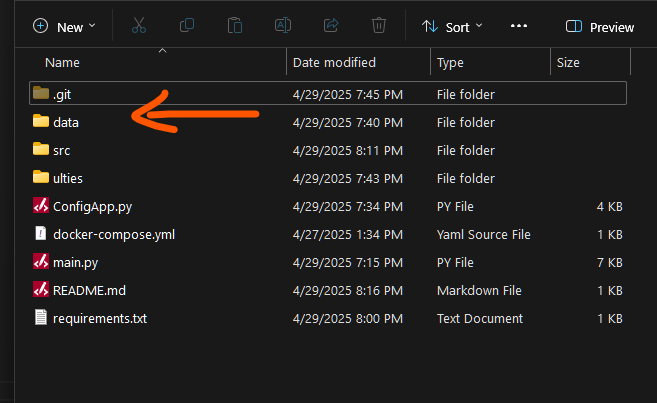 New Sort Preview
Name Date modified Type Size
.git 4/29/2025 7:45 PM File folder
data 4/29/2025 7:40 PM File folder
src 4/29/2025 8:11 PM File folder
ulties 4/29/2025 7:43 PM File folder
ConfigApp.py 4/29/2025 7:34 PM PY File 4 KB
docker-compose.yml 4/27/2025 1:34 PM Yaml Source File 1 KB
main.py 4/29/2025 7:15 PM PY File 7 KB
README.md 4/29/2025 8:16 PM Markdown File 1 KB
requirements.txt 4/29/2025 8:00 PM Text Document 1 KB